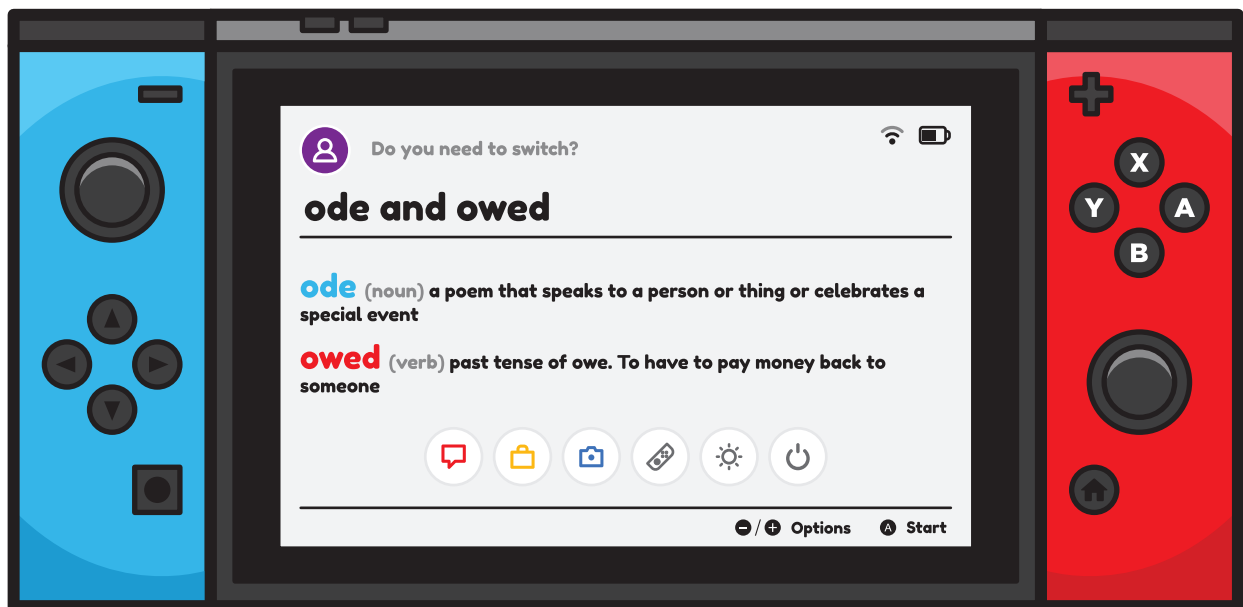 Do you need to switch?
ode and owed
ode (noun) a poem that speaks to a person or thing or celebrates a
special event
owed (verb) past tense of owe. To have to pay money back to
someone
X
Y A
B
-/+ Options A Start